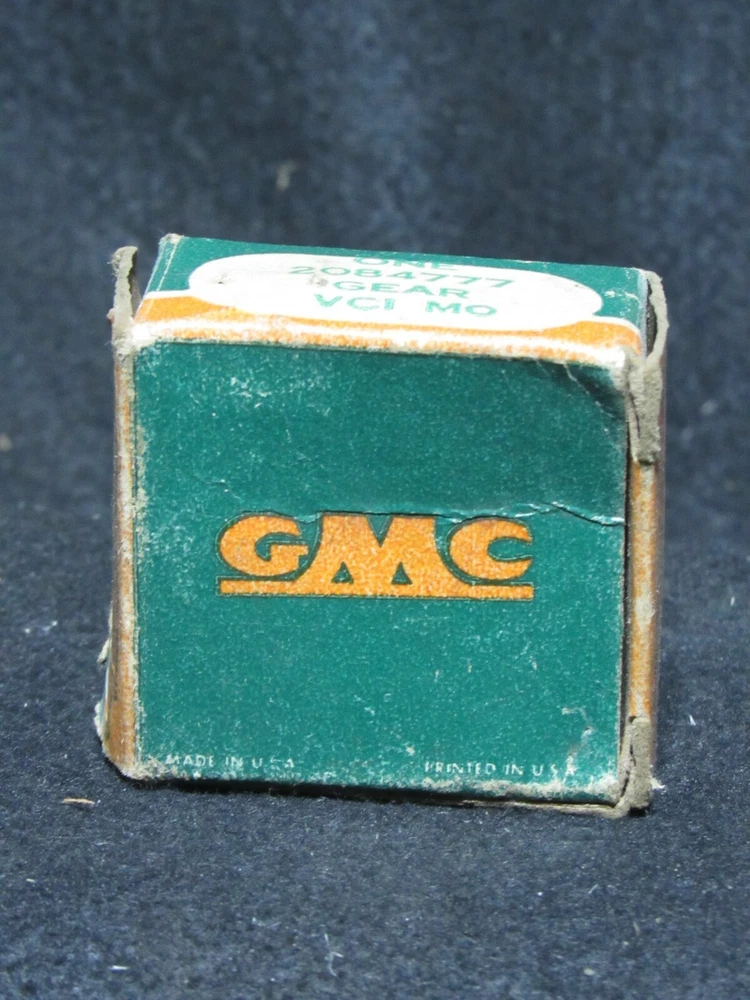 ONE
2084777
GEAR
VCI MO
GMC
MADE IN U.S.A
PRINTED IN U.S.A